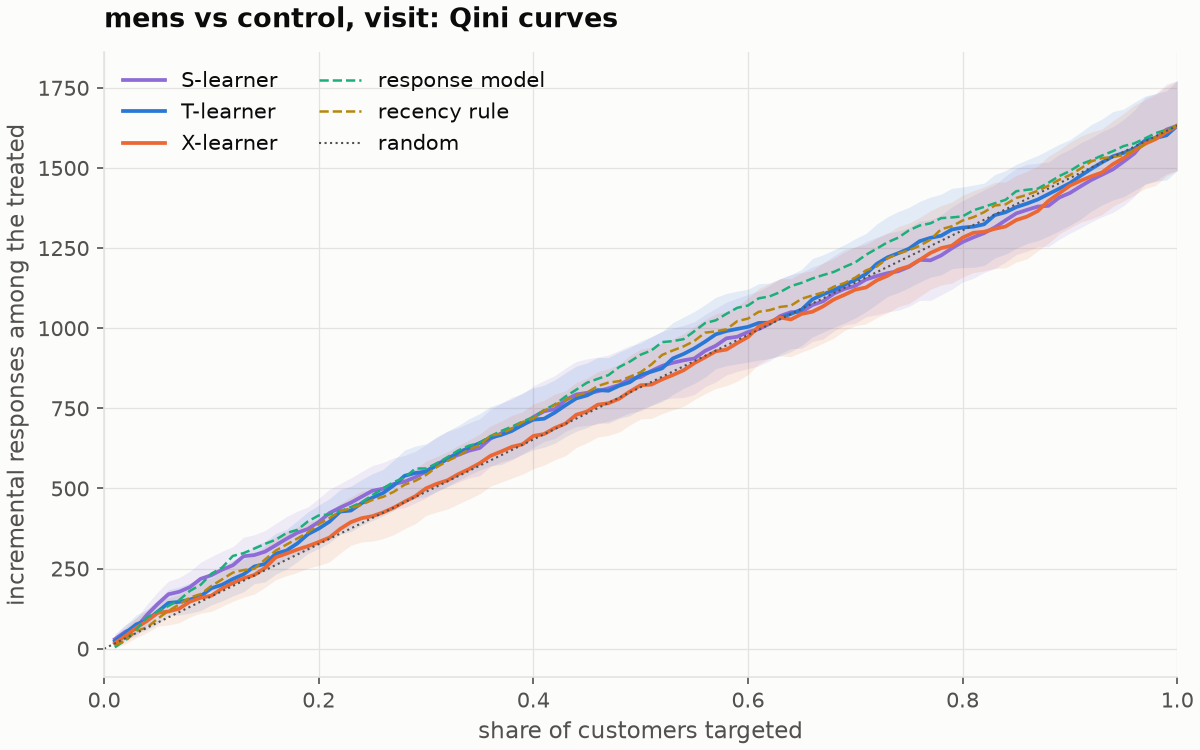 mens vs control, visit: Qini curves
S-learner
T-learner
X-learner
response model
recency rule
random
incremental responses among the treated
1750
1500
1250
1000
750
500
250
0
0.0 0.2 0.4 0.6 0.8 1.0
share of customers targeted